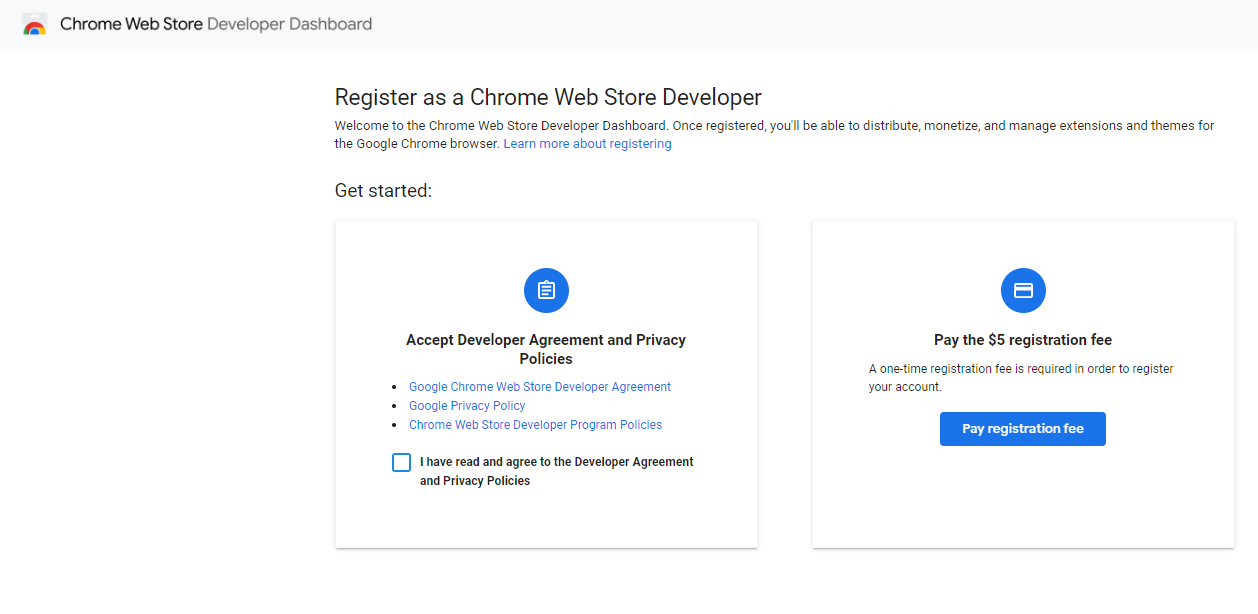 Chrome Web Store Developer Dashboard
Register as a Chrome Web Store Developer
Welcome to the Chrome Web Store Developer Dashboard. Once registered, you'll be able to distribute, monetize, and manage extensions and themes for
the Google Chrome browser. Learn more about registering
Get started:
Accept Developer Agreement and Privacy
Policies
Google Chrome Web Store Developer Agreement
Google Privacy Policy
Chrome Web Store Developer Program Policies
I have read and agree to the Developer Agreement
and Privacy Policies
Pay the $5 registration fee
A one-time registration fee is required in order to register
your account.
Pay registration fee